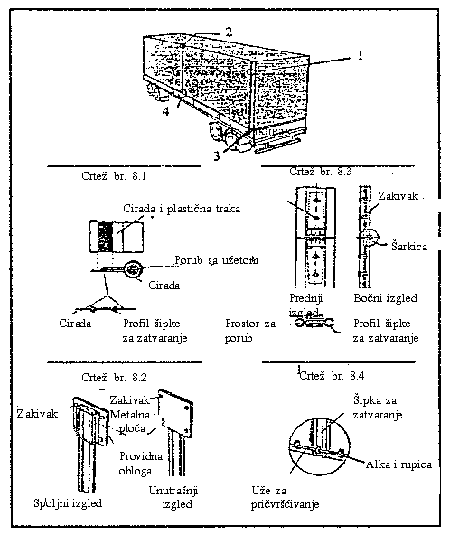 2
1
4
3
Crtež br. 8.1
Cirada i plastična traka
Porub sa užetom
Cirada
Cirada
Profil šipke
za zatvaranje
Crtež br. 8.3
Zakivak
Šarkica
Prednji
izgled
Bočni izgled
Prostor za
porub
Profil šipke
za zatvaranje
Crtež br. 8.2
Zakivak
Zakivak
Metalna
ploča
Providna
obloga
Spoljni izgled
Unutrašnji
izgled
Crtež br. 8.4
Šipka za
zatvaranje
Alka i rupica
Uže za
pričvršćivanje